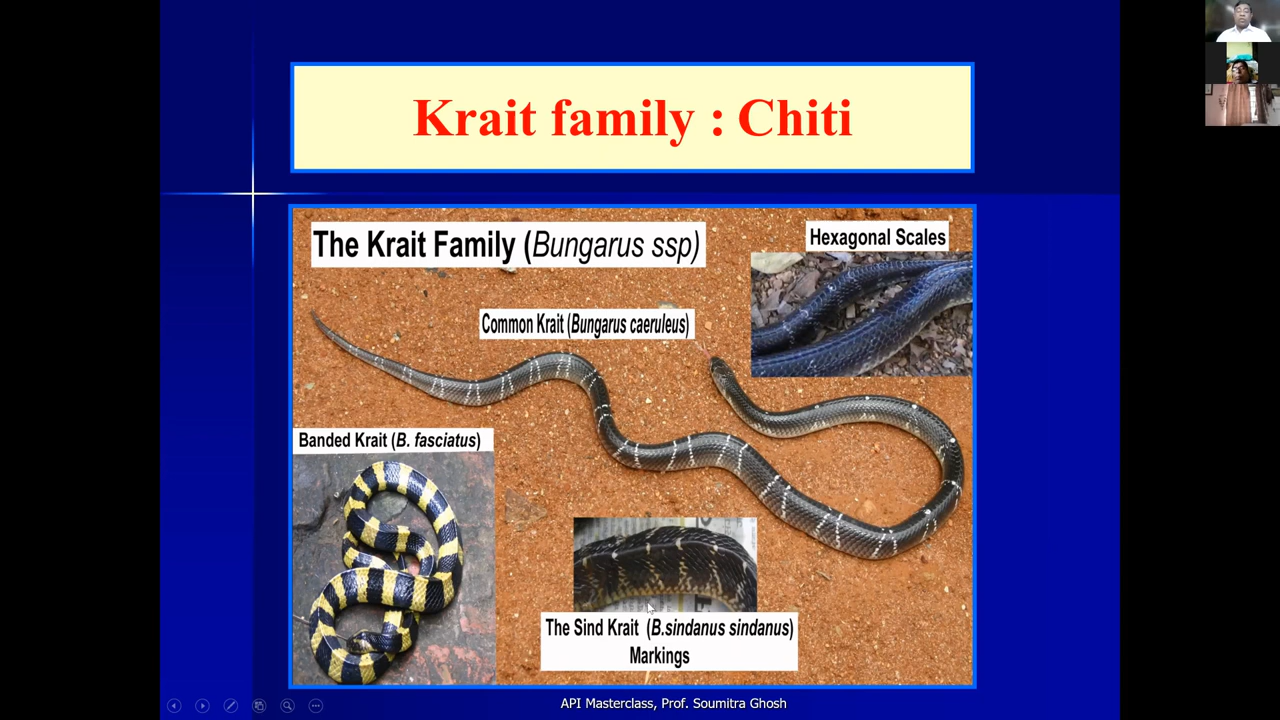 Krait family : Chiti
The Krait Family (Bungarus ssp)
Hexagonal Scales
Common Krait (Bungarus caeruleus)
Banded Krait (B. fasciatus)
The Sind Krait (B.sindanus sindanus)
Markings
API Masterclass, Prof. Soumitra Ghosh